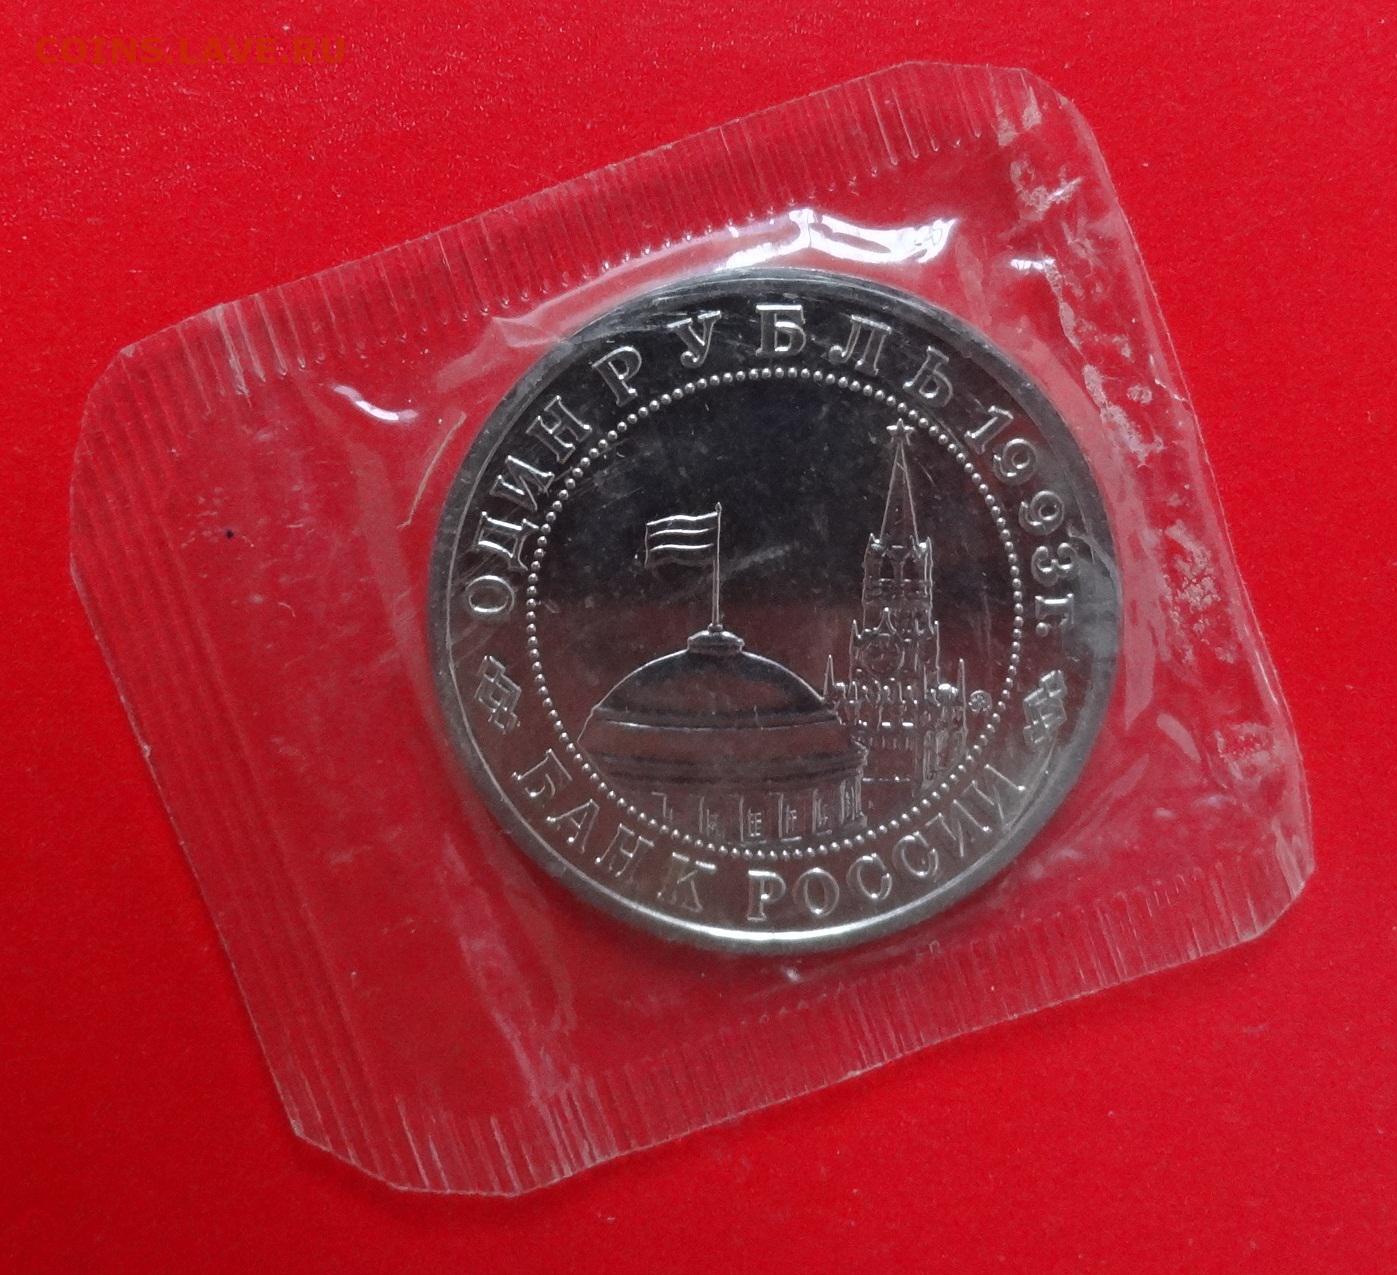 COINS.LAVE.RU
ОДИН РУБЛЬ 1993г.
БАНК РОССИИ